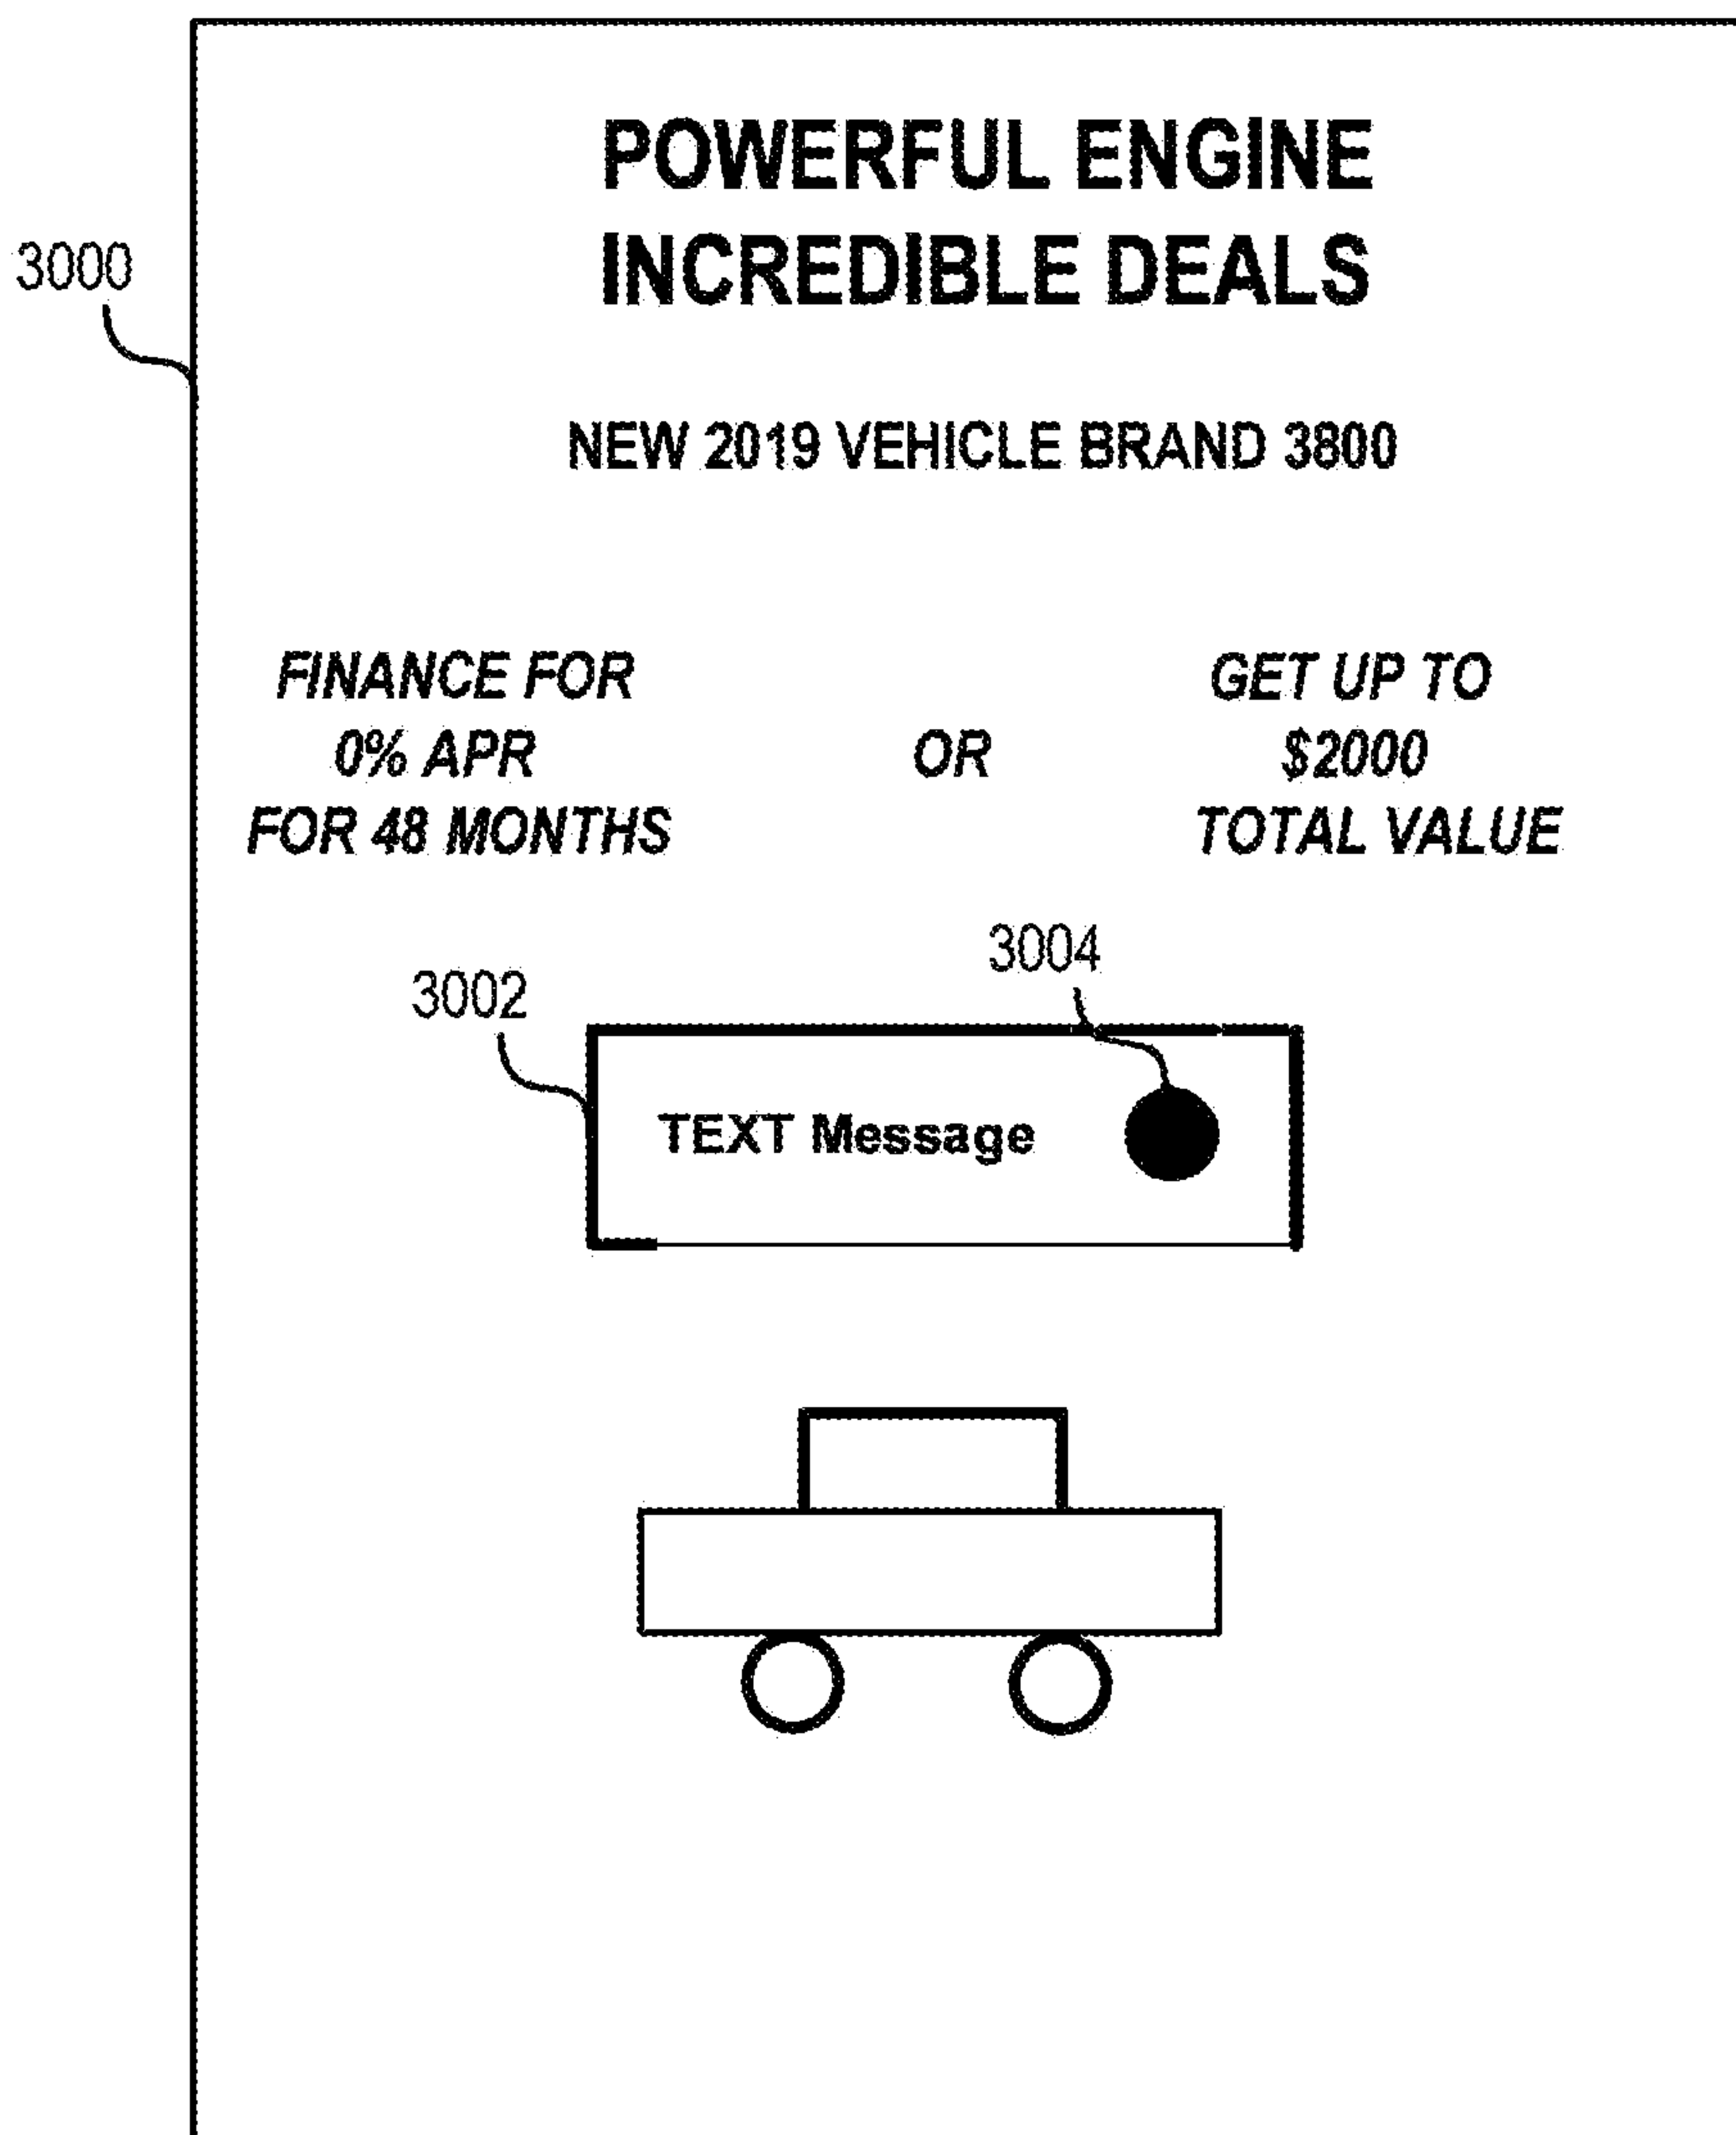 POWERFUL ENGINE
INCREDIBLE DEALS
3000
NEW 2019 VEHICLE BRAND 3800
FINANCE FOR
0% APR
FOR 48 MONTHS
OR
GET UP TO
$2000
TOTAL VALUE
3004
3002
TEXT Message